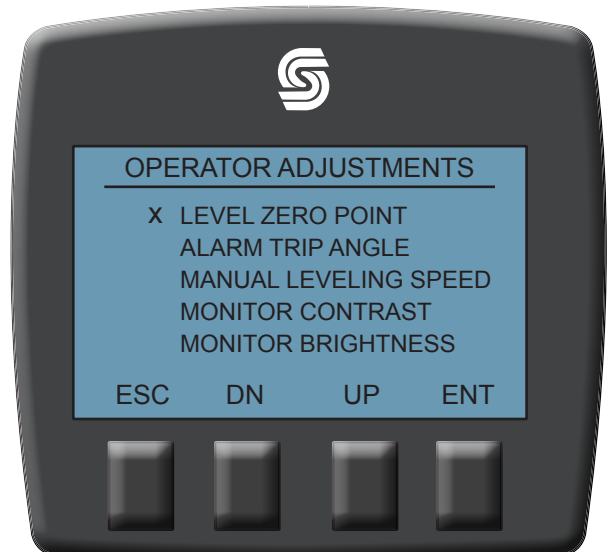 OPERATOR ADJUSTMENTS
X LEVEL ZERO POINT
ALARM TRIP ANGLE
MANUAL LEVELING SPEED
MONITOR CONTRAST
MONITOR BRIGHTNESS
ESC DN UP ENT